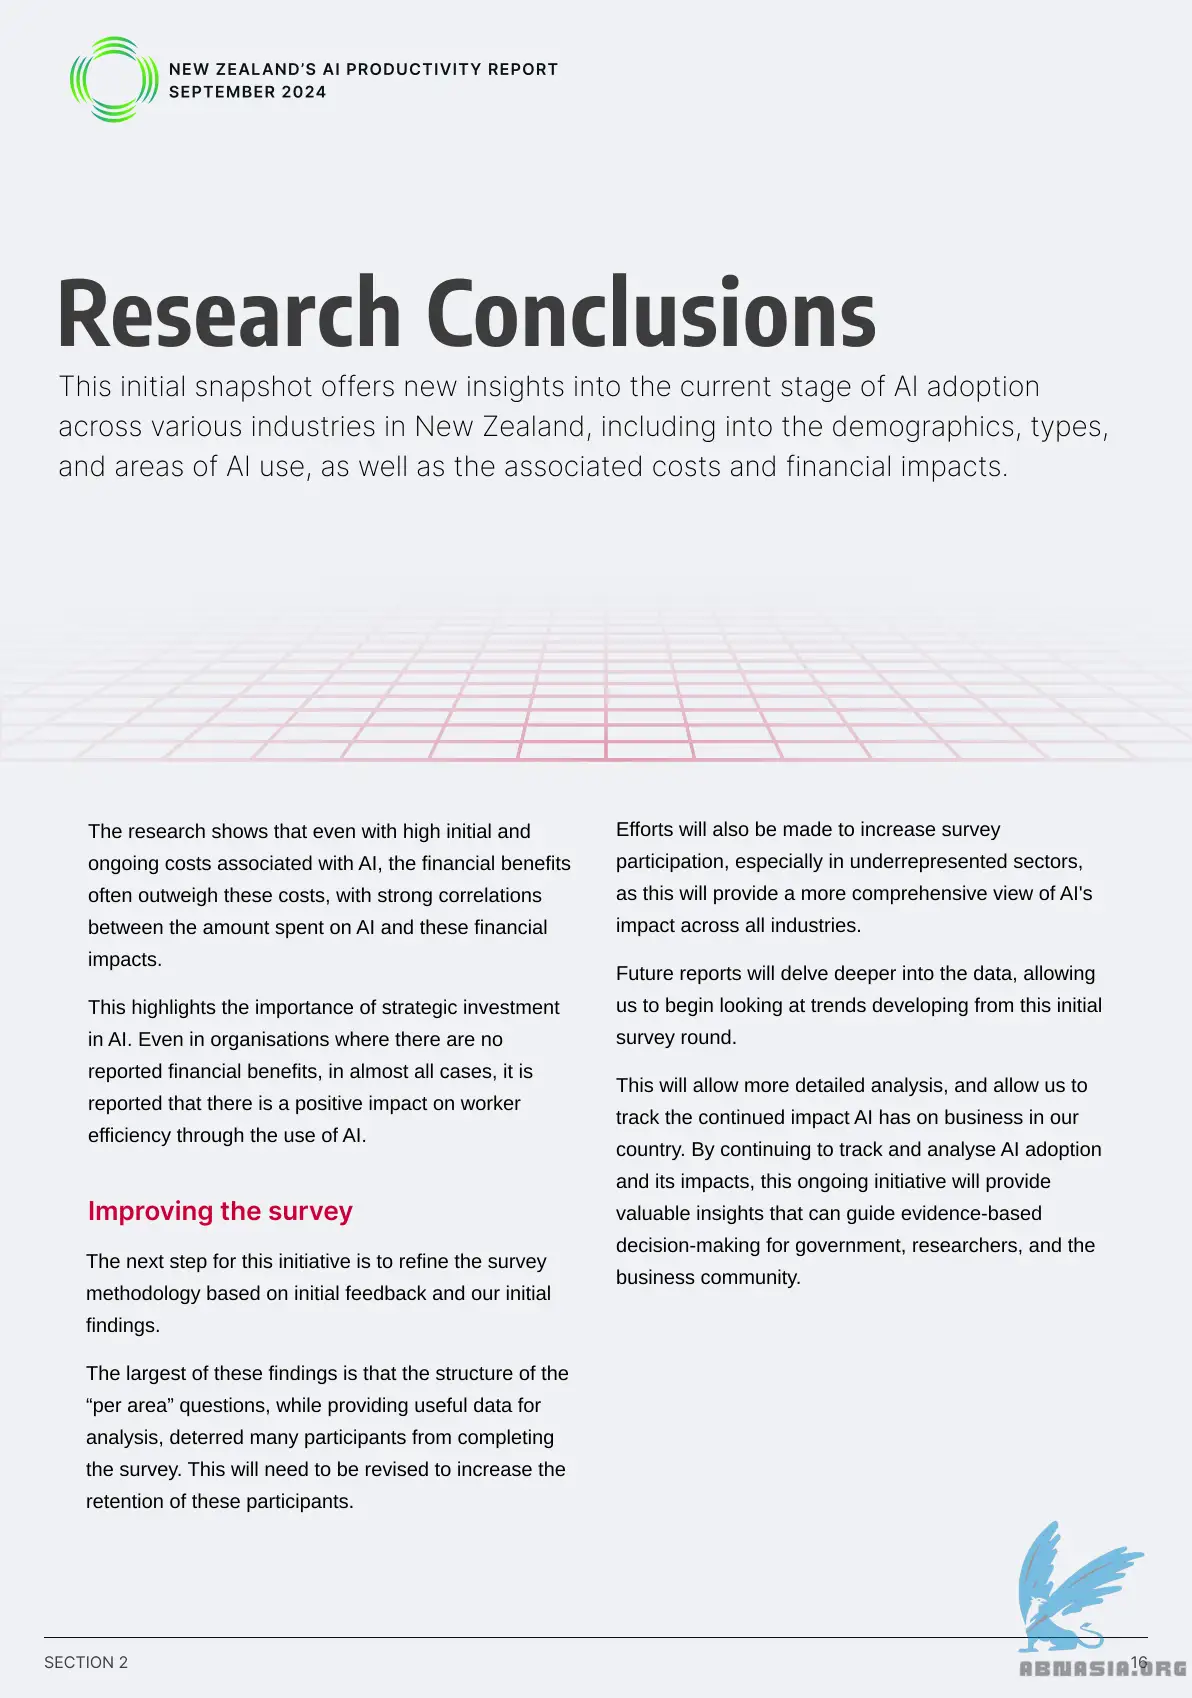 NEW ZEALAND’S AI PRODUCTIVITY REPORT
SEPTEMBER 2024
Research Conclusions
This initial snapshot offers new insights into the current stage of AI adoption
across various industries in New Zealand, including into the demographics, types,
and areas of AI use, as well as the associated costs and financial impacts.
The research shows that even with high initial and
ongoing costs associated with AI, the financial benefits
often outweigh these costs, with strong correlations
between the amount spent on AI and these financial
impacts.
This highlights the importance of strategic investment
in AI. Even in organisations where there are no
reported financial benefits, in almost all cases, it is
reported that there is a positive impact on worker
efficiency through the use of AI.
Improving the survey
The next step for this initiative is to refine the survey
methodology based on initial feedback and our initial
findings.
The largest of these findings is that the structure of the
“per area” questions, while providing useful data for
analysis, deterred many participants from completing
the survey. This will need to be revised to increase the
retention of these participants.
Efforts will also be made to increase survey
participation, especially in underrepresented sectors,
as this will provide a more comprehensive view of AI's
impact across all industries.
Future reports will delve deeper into the data, allowing
us to begin looking at trends developing from this initial
survey round.
This will allow more detailed analysis, and allow us to
track the continued impact AI has on business in our
country. By continuing to track and analyse AI adoption
and its impacts, this ongoing initiative will provide
valuable insights that can guide evidence-based
decision-making for government, researchers, and the
business community.
SECTION 2
16
ABNASIA.ORG